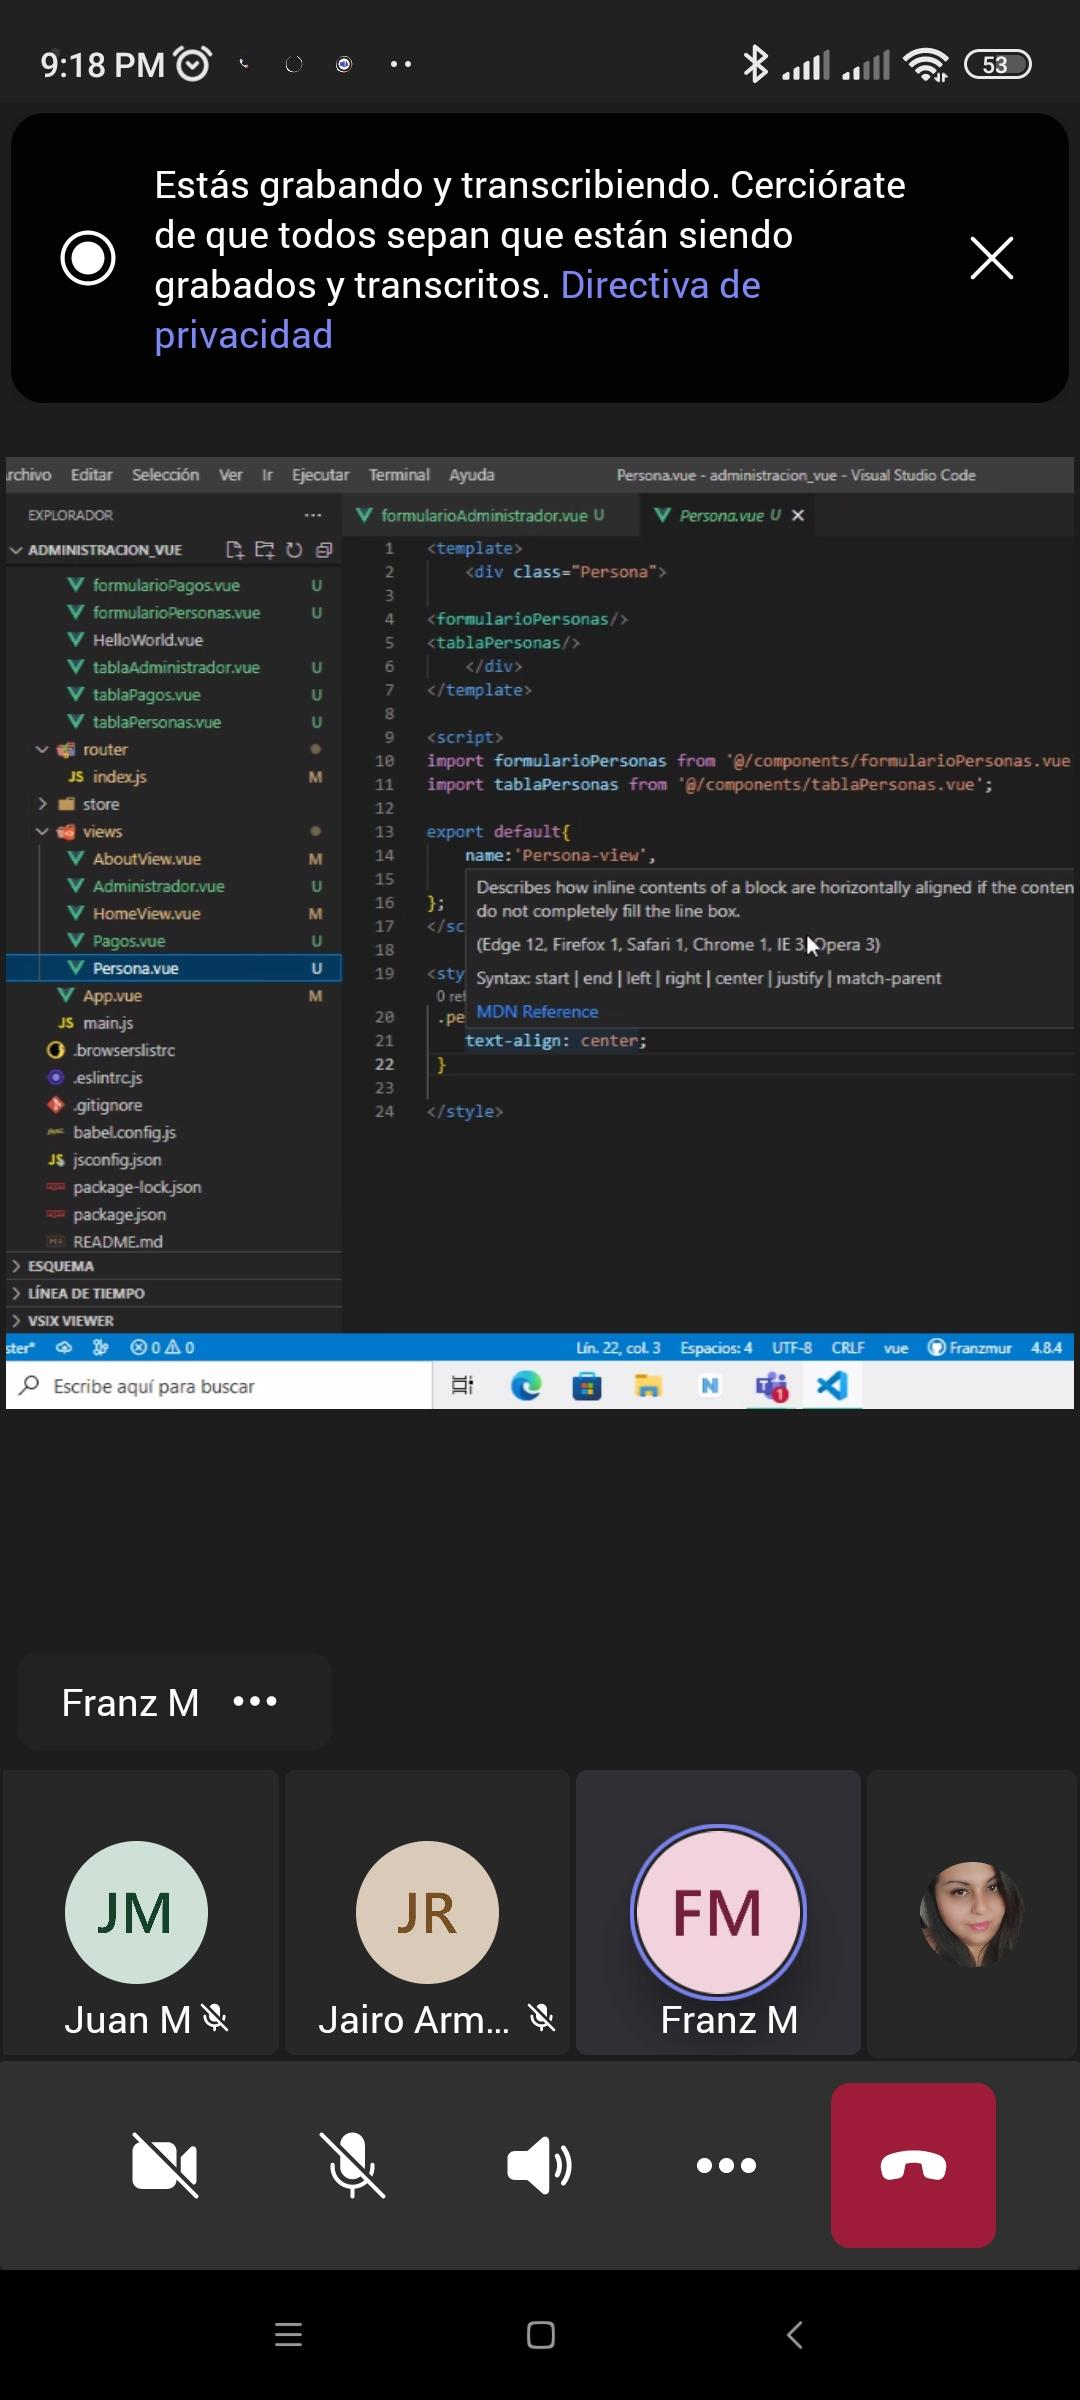 9:18 PM
53
Estás grabando y transcribiendo. Cerciórate
de que todos sepan que están siendo
grabados y transcritos. Directiva de
privacidad
rchivo Editar Selección Ver Ir Ejecutar Terminal Ayuda Persona.vue - administracion_vue - Visual Studio Code
EXPLORADOR ...
ADMINISTRACION_VUE
formularioPagos.vue U
formularioPersonas.vue U
HelloWorld.vue
tablaAdministrador.vue U
tablaPagos.vue U
tablaPersonas.vue U
router
JS index.js M
store
views
AboutView.vue M
Administrador.vue U
HomeView.vue M
Pagos.vue U
Persona.vue U
App.vue M
JS main.js
.browserslistrc
.eslintrc.js
.gitignore
babel.config.js
JS jsconfig.json
package-lock.json
package.json
README.md
ESQUEMA
LÍNEA DE TIEMPO
VSIX VIEWER
formularioAdministrador.vue U Persona.vue U
1 <template>
2 <div class="Persona">
3
4 <formularioPersonas/>
5 <tablaPersonas/>
6 </div>
7 </template>
8
9 <script>
10 import formularioPersonas from '@/components/formularioPersonas.vue
11 import tablaPersonas from '@/components/tablaPersonas.vue';
12
13 export default{
14 name:'Persona-view',
15
16 };
17 </sc
18
19 <sty
0 ref
20 .pe
21 text-align: center;
22 }
23
24 </style>
Describes how inline contents of a block are horizontally aligned if the conten
do not completely fill the line box.
(Edge 12, Firefox 1, Safari 1, Chrome 1, IE 3, Opera 3)
Syntax: start | end | left | right | center | justify | match-parent
MDN Reference
ster* 0 0 Lín. 22, col. 3 Espacios: 4 UTF-8 CRLF vue Franzmur 4.8.4
Escribe aquí para buscar N 1
Franz M
JM JR FM
Juan M Jairo Arm... Franz M